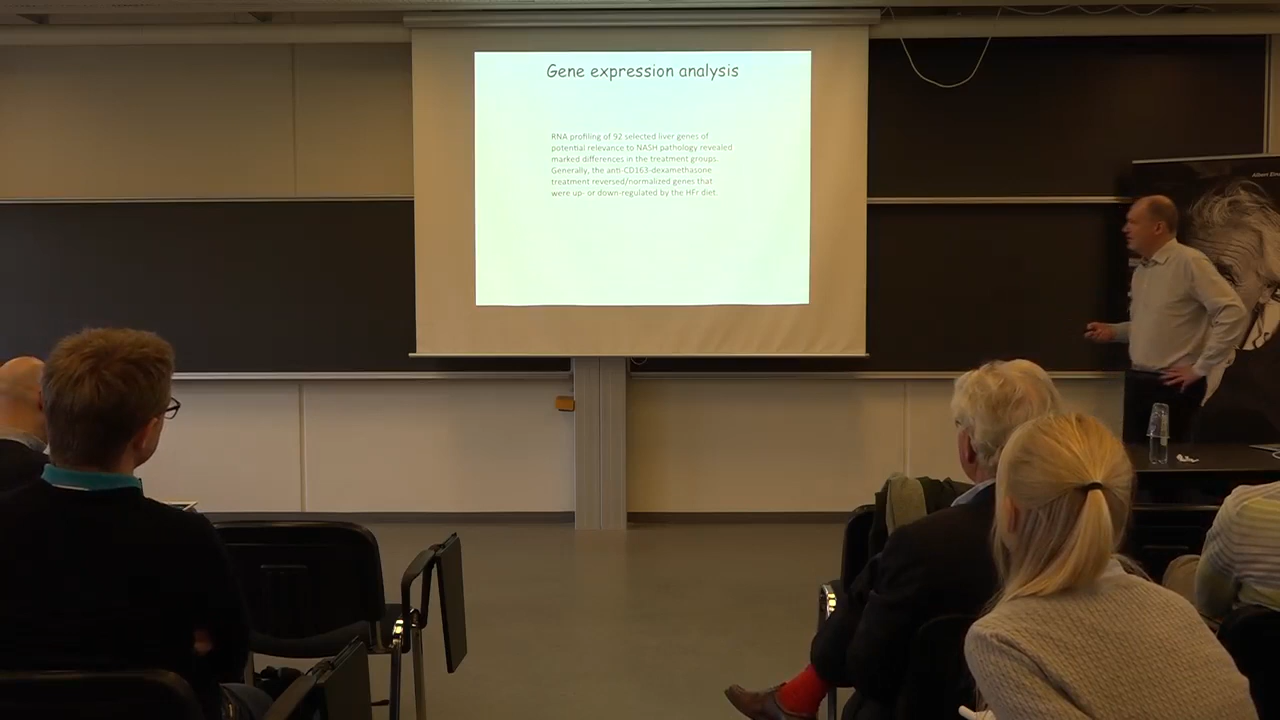 Gene expression analysis
RNA profiling of 92 selected liver genes of
potential relevance to NASH pathology revealed
marked differences in the treatment groups.
Generally, the anti-CD163-dexamethasone
treatment reversed/normalized genes that
were up- or down-regulated by the HFr diet.
Albert Eins